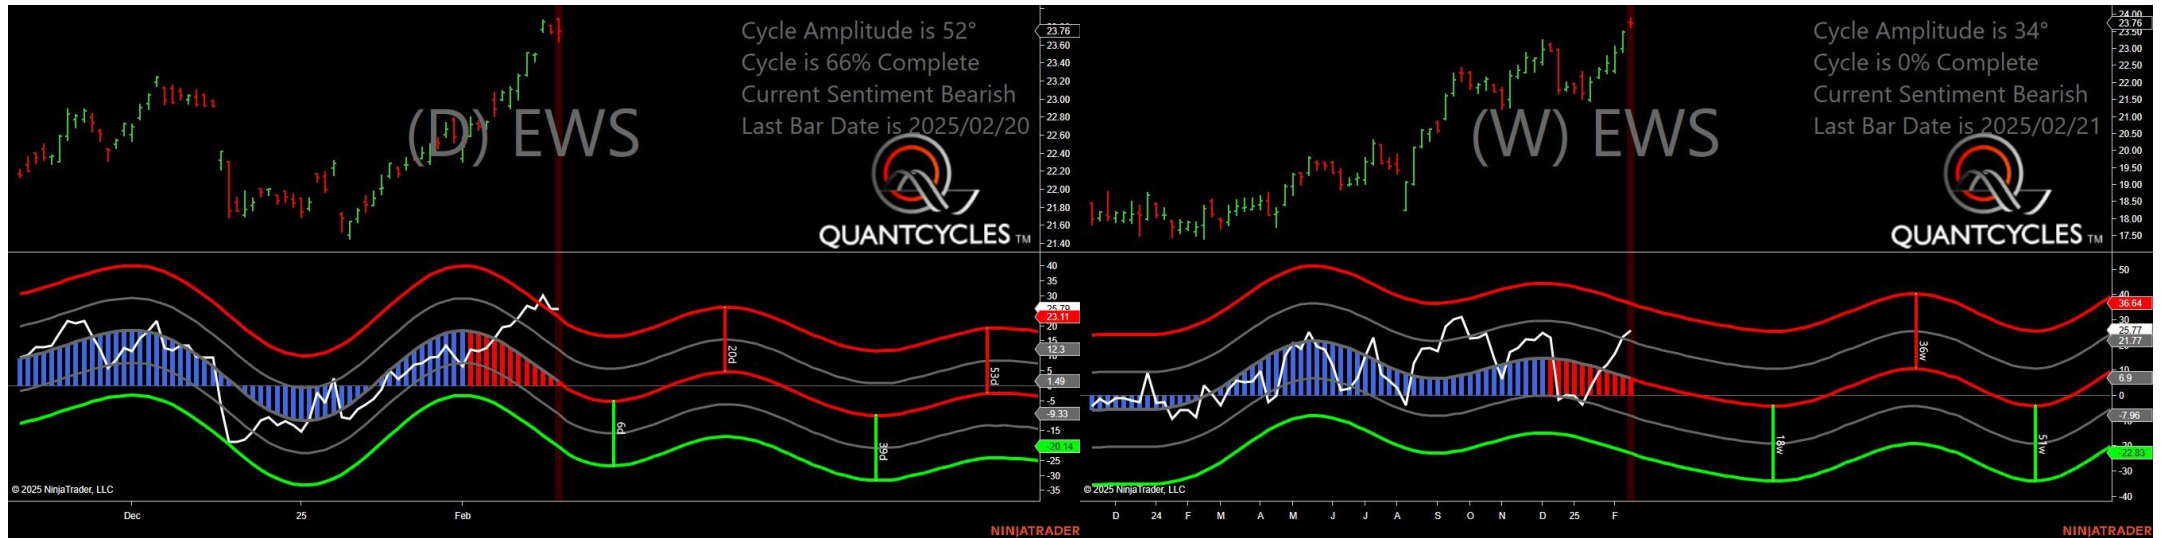 Cycle Amplitude is 52°
Cycle is 66% Complete
Current Sentiment Bearish
Last Bar Date is 2025/02/20
(D) EWS
QUANTCYCLES TM
23.76
23.60
23.40
23.20
23.00
22.80
22.60
22.40
22.20
22.00
21.80
21.60
21.40
40
35
30
25.79
23.11
20
15
12.3
5
1.49
-5
-9.33
-15
-20.14
-25
-30
-35
6d
20d
39d
53d
© 2025 NinjaTrader, LLC
Dec
25
Feb
NINJATRADER
Cycle Amplitude is 34°
Cycle is 0% Complete
Current Sentiment Bearish
Last Bar Date is 2025/02/21
(W) EWS
QUANTCYCLES TM
24.00
23.76
23.50
23.00
22.50
22.00
21.50
21.00
20.50
20.00
19.50
19.00
18.50
18.00
17.50
50
40
36.64
30
25.77
21.77
10
6.9
0
-7.96
-22.83
-30
-40
18w
36w
51w
© 2025 NinjaTrader, LLC
D
24
F
M
A
M
J
J
A
S
O
N
D
25
F
NINJATRADER